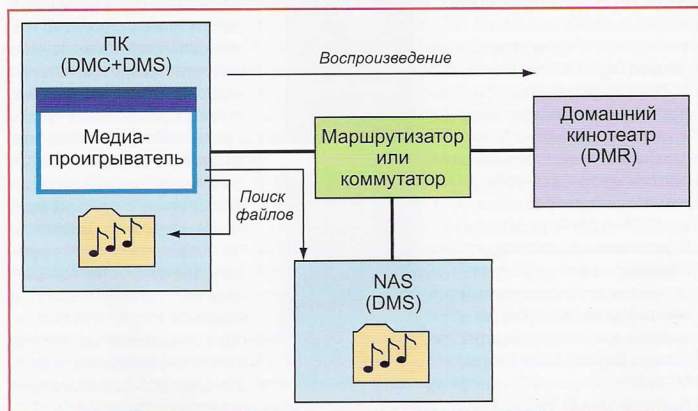 ПК
(DMC+DMS)
Воспроизведение
Медиа-
проигрыватель
Маршрутизатор
или
коммутатор
Домашний
кинотеатр
(DMR)
Поиск
файлов
NAS
(DMS)